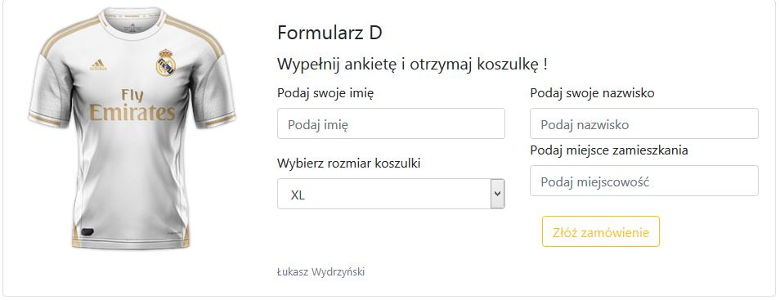 adidas
Fly
Emirates
Formularz D
Wypełnij ankietę i otrzymaj koszulkę !
Podaj swoje imię
Podaj imię
Wybierz rozmiar koszulki
XL
Podaj swoje nazwisko
Podaj nazwisko
Podaj miejsce zamieszkania
Podaj miejscowość
Złóż zamówienie
Łukasz Wydrzyński